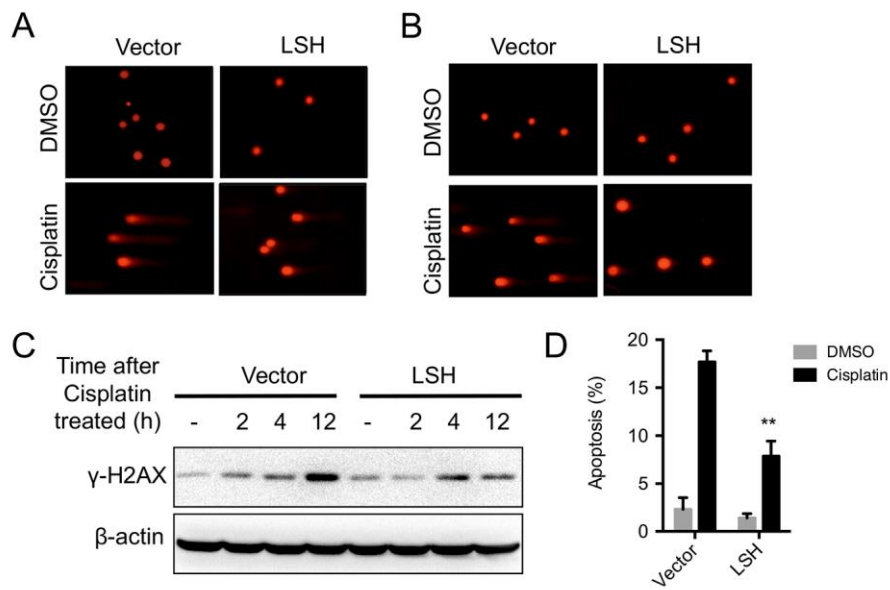 A
Vector
LSH
DMSO
Cisplatin
B
Vector
LSH
DMSO
Cisplatin
C
Time after
Cisplatin
treated (h)
Vector
LSH
- 2 4 12 - 2 4 12
γ-H2AX
β-actin
D
Apoptosis (%)
20
15
10
5
0
**
DMSO
Cisplatin
Vector
LSH